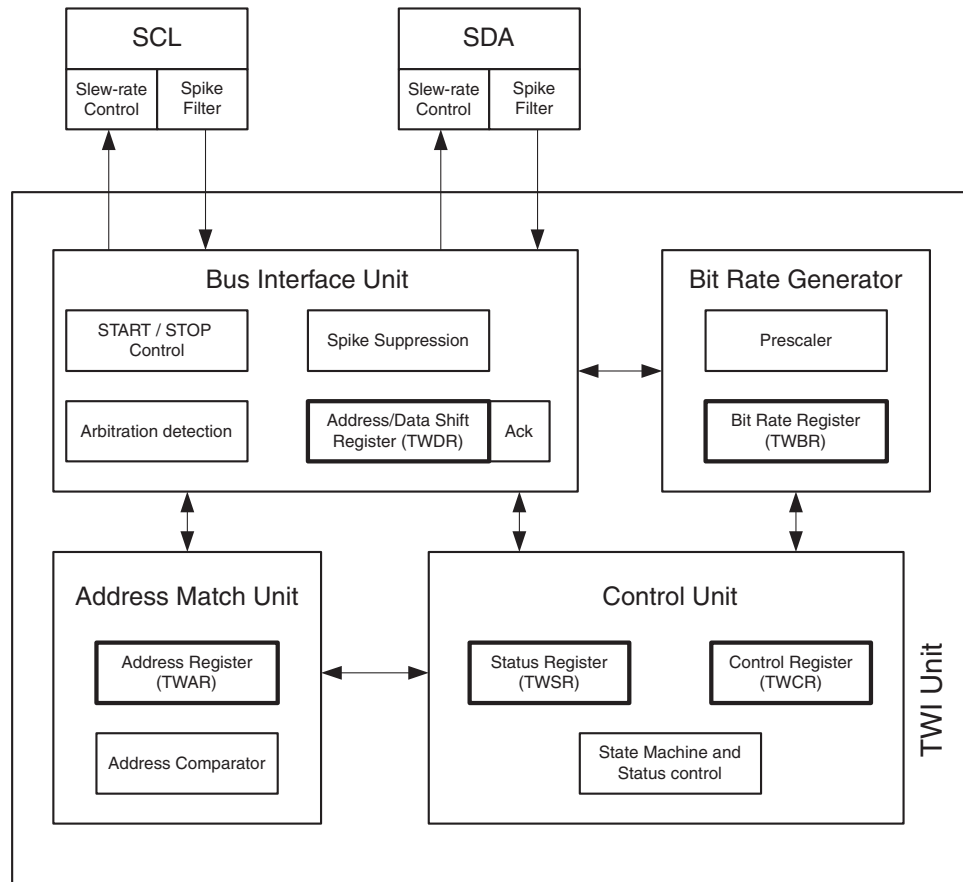 SCL
Slew-rate
Control
Spike
Filter
SDA
Slew-rate
Control
Spike
Filter
Bus Interface Unit
START / STOP
Control
Spike Suppression
Arbitration detection
Address/Data Shift
Register (TWDR)
Ack
Bit Rate Generator
Prescaler
Bit Rate Register
(TWBR)
Address Match Unit
Address Register
(TWAR)
Address Comparator
Control Unit
Status Register
(TWSR)
Control Register
(TWCR)
State Machine and
Status control
TWI Unit